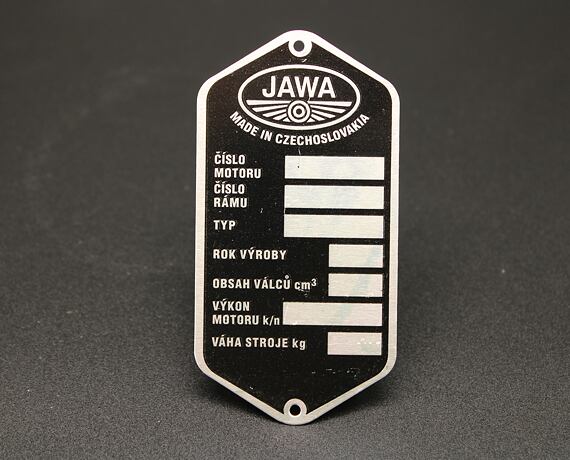 JAWA
MADE IN CZECHOSLOVAKIA
ČÍSLO
MOTORU
ČÍSLO
RÁMU
TYP
ROK VÝROBY
OBSAH VÁLCŮ cm³
VÝKON
MOTORU k/n
VÁHA STROJE kg